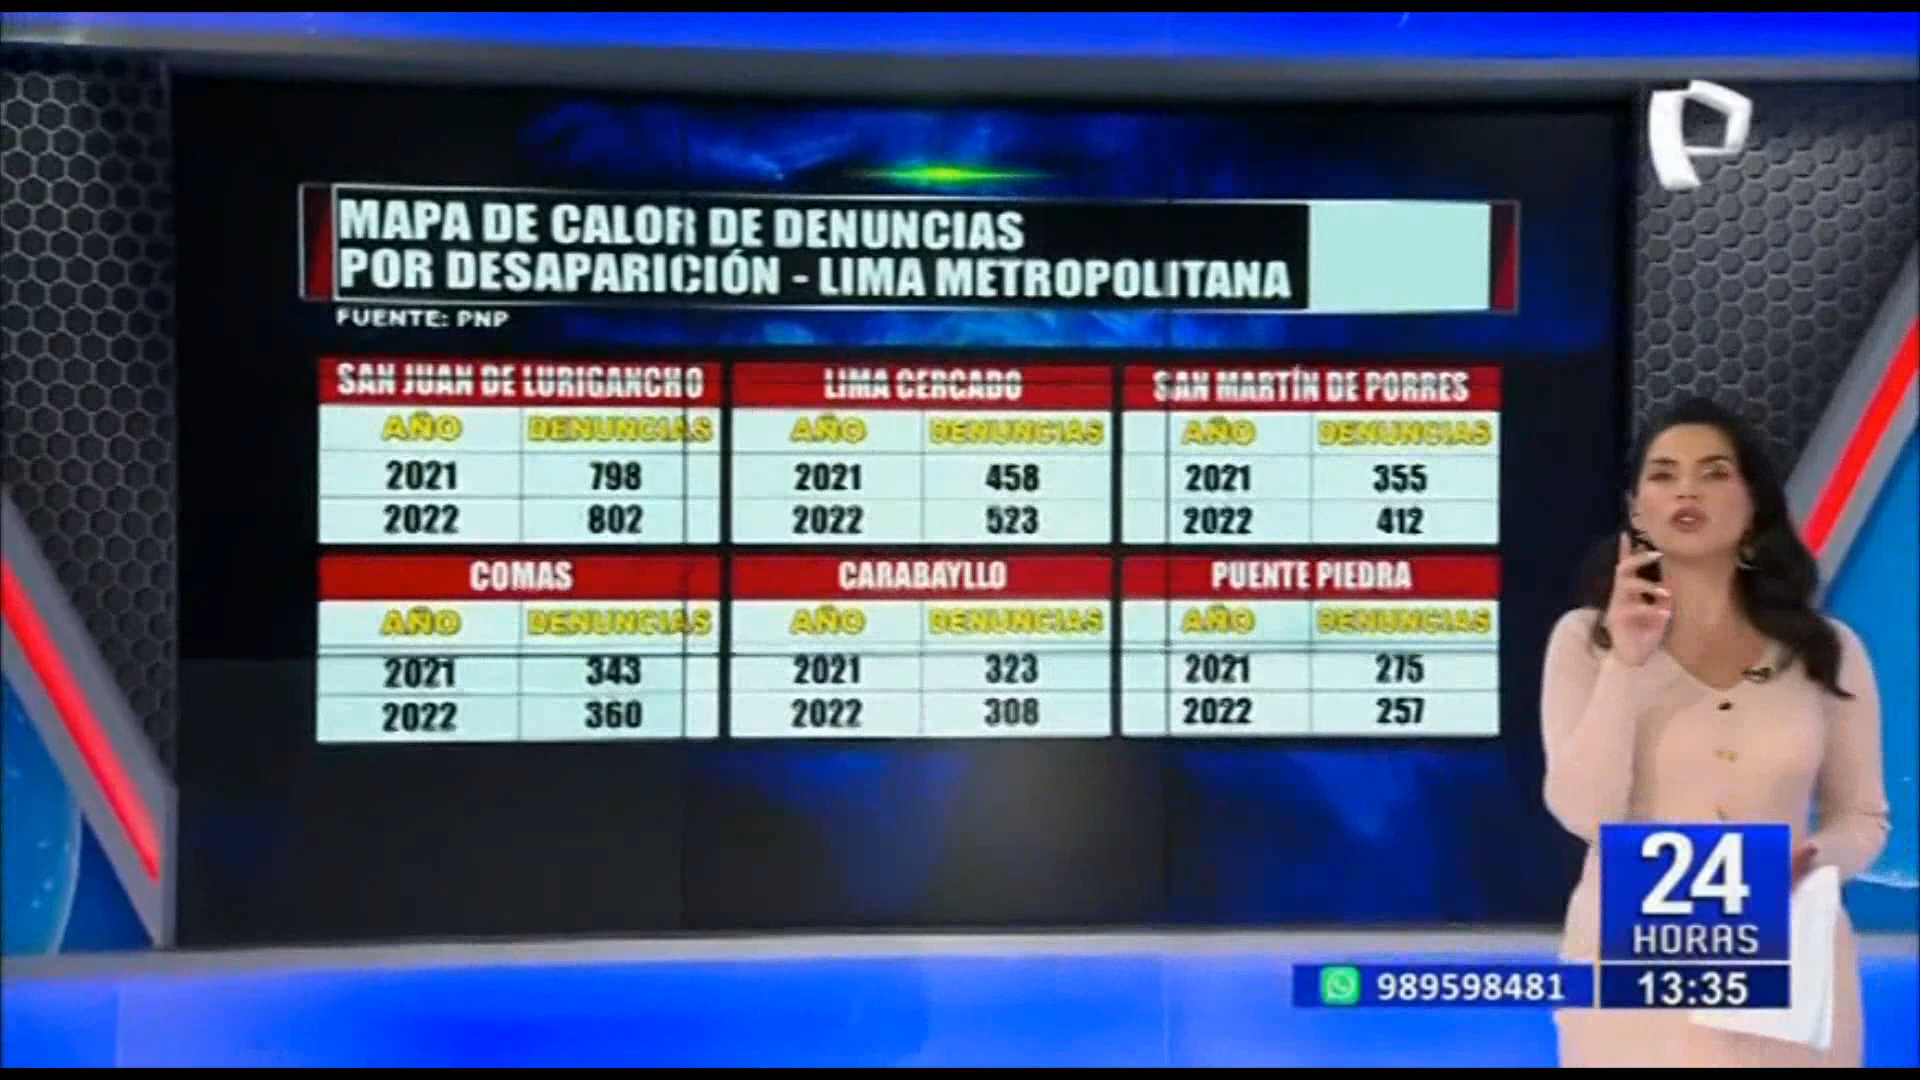 MAPA DE CALOR DE DENUNCIAS
POR DESAPARICIÓN - LIMA METROPOLITANA
FUENTE: PNP
SAN JUAN DE LURIGANCHO
AÑO DENUNCIAS
2021 798
2022 802
LIMA CERCADO
AÑO DENUNCIAS
2021 458
2022 523
SAN MARTÍN DE PORRES
AÑO DENUNCIAS
2021 355
2022 412
COMAS
AÑO DENUNCIAS
2021 343
2022 360
CARABAYLLO
AÑO DENUNCIAS
2021 323
2022 308
PUENTE PIEDRA
AÑO DENUNCIAS
2021 275
2022 257
24
HORAS
989598481
13:35